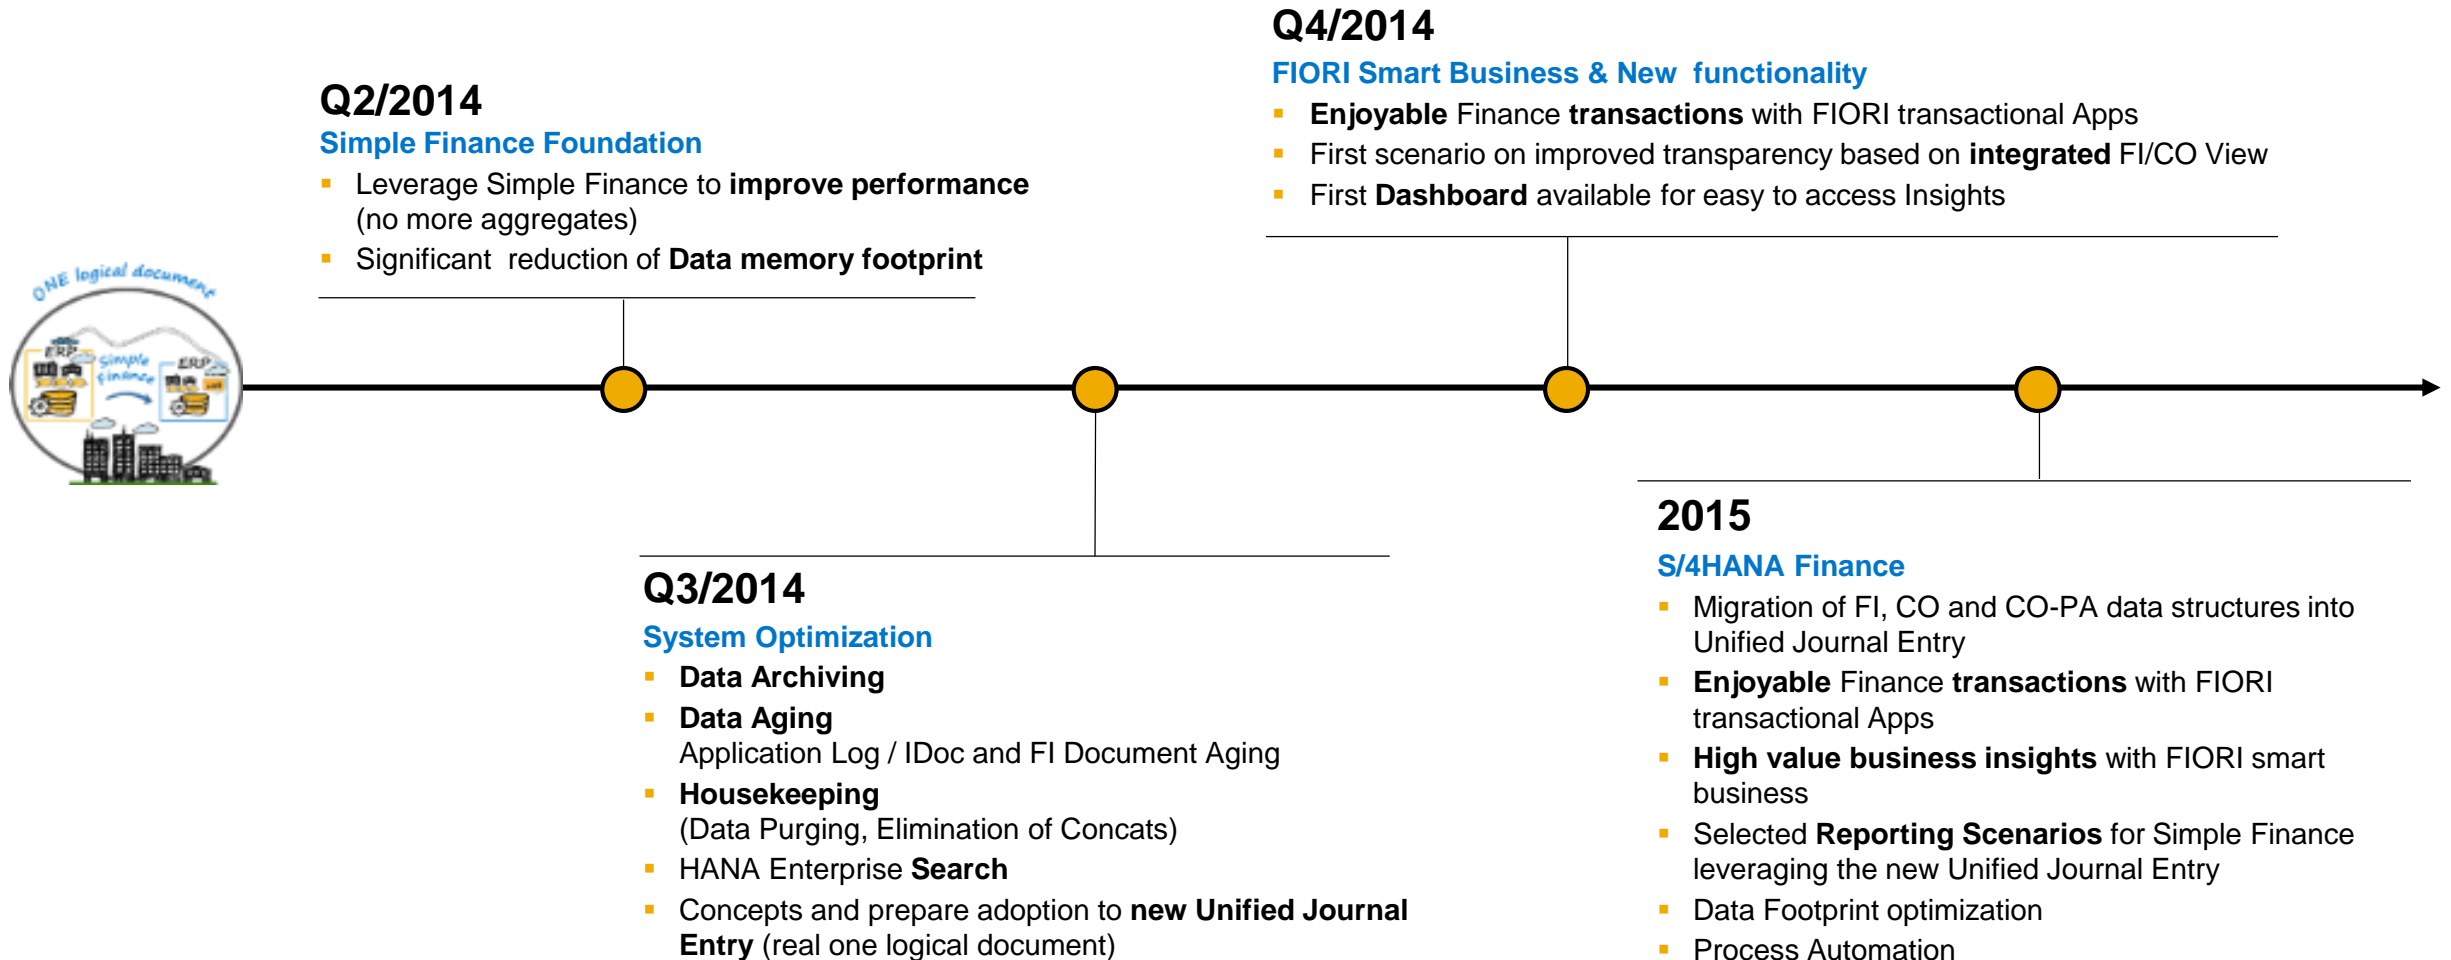 ONE logical document
ERP
Simple
Finance
ERP
Q2/2014
Simple Finance Foundation
▪ Leverage Simple Finance to improve performance
(no more aggregates)
▪ Significant  reduction of Data memory footprint
Q4/2014
FIORI Smart Business & New  functionality
▪ Enjoyable Finance transactions with FIORI transactional Apps
▪ First scenario on improved transparency based on integrated FI/CO View
▪ First Dashboard available for easy to access Insights
Q3/2014
System Optimization
▪ Data Archiving
▪ Data Aging
Application Log / IDoc and FI Document Aging
▪ Housekeeping
(Data Purging, Elimination of Concats)
▪ HANA Enterprise Search
▪ Concepts and prepare adoption to new Unified Journal
Entry (real one logical document)
2015
S/4HANA Finance
▪ Migration of FI, CO and CO-PA data structures into
Unified Journal Entry
▪ Enjoyable Finance transactions with FIORI
transactional Apps
▪ High value business insights with FIORI smart
business
▪ Selected Reporting Scenarios for Simple Finance
leveraging the new Unified Journal Entry
▪ Data Footprint optimization
▪ Process Automation